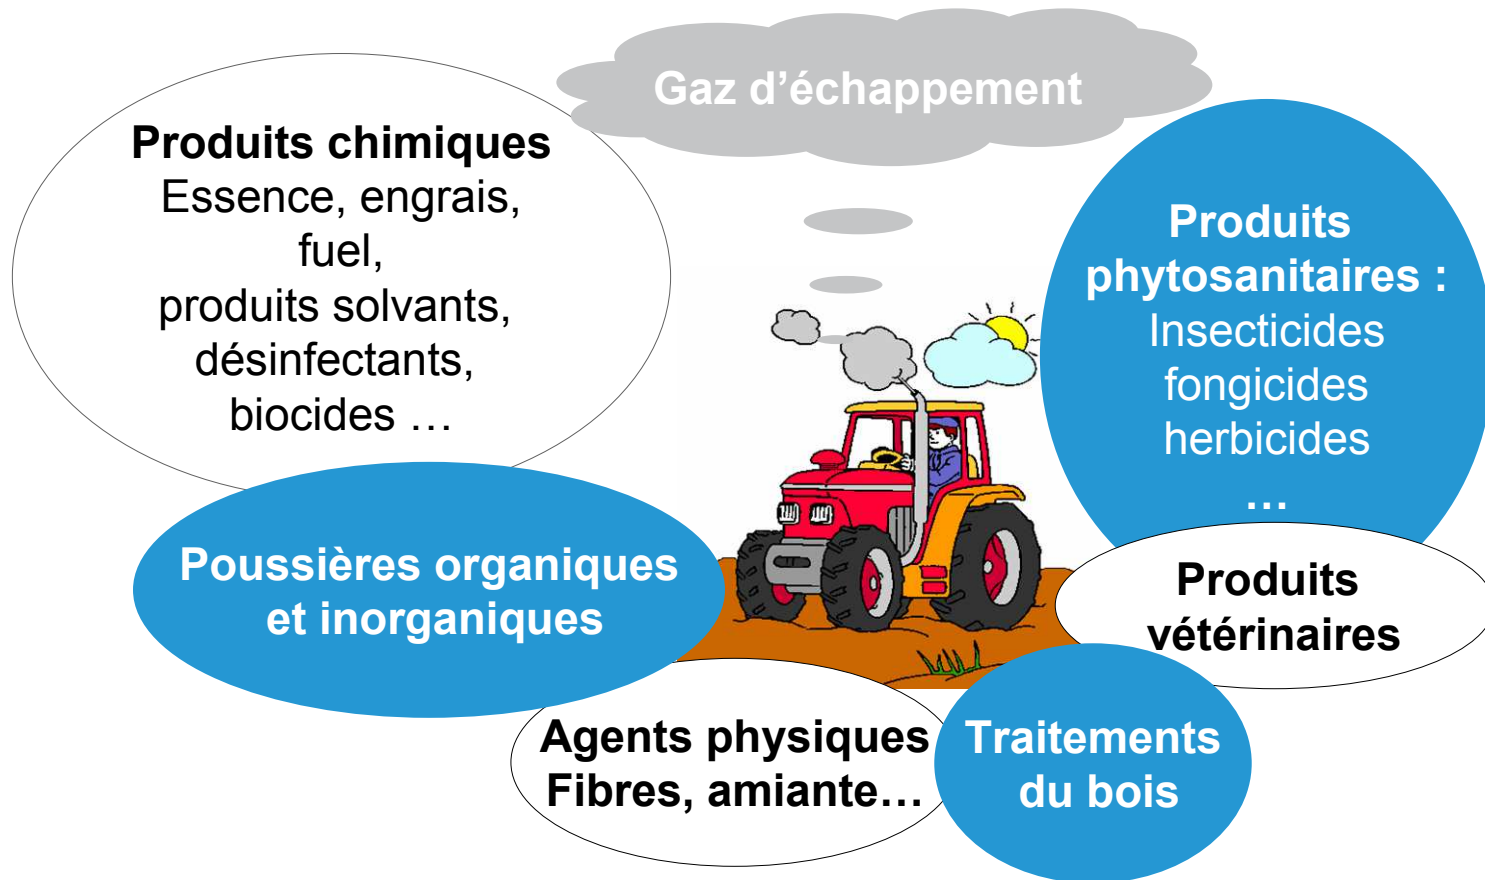 Gaz d’échappement
Produits chimiques
Essence, engrais,
fuel,
produits solvants,
désinfectants,
biocides …
Produits
phytosanitaires :
Insecticides
fongicides
herbicides
…
Poussières organiques
et inorganiques
Produits
vétérinaires
Agents physiques
Fibres, amiante…
Traitements
du bois